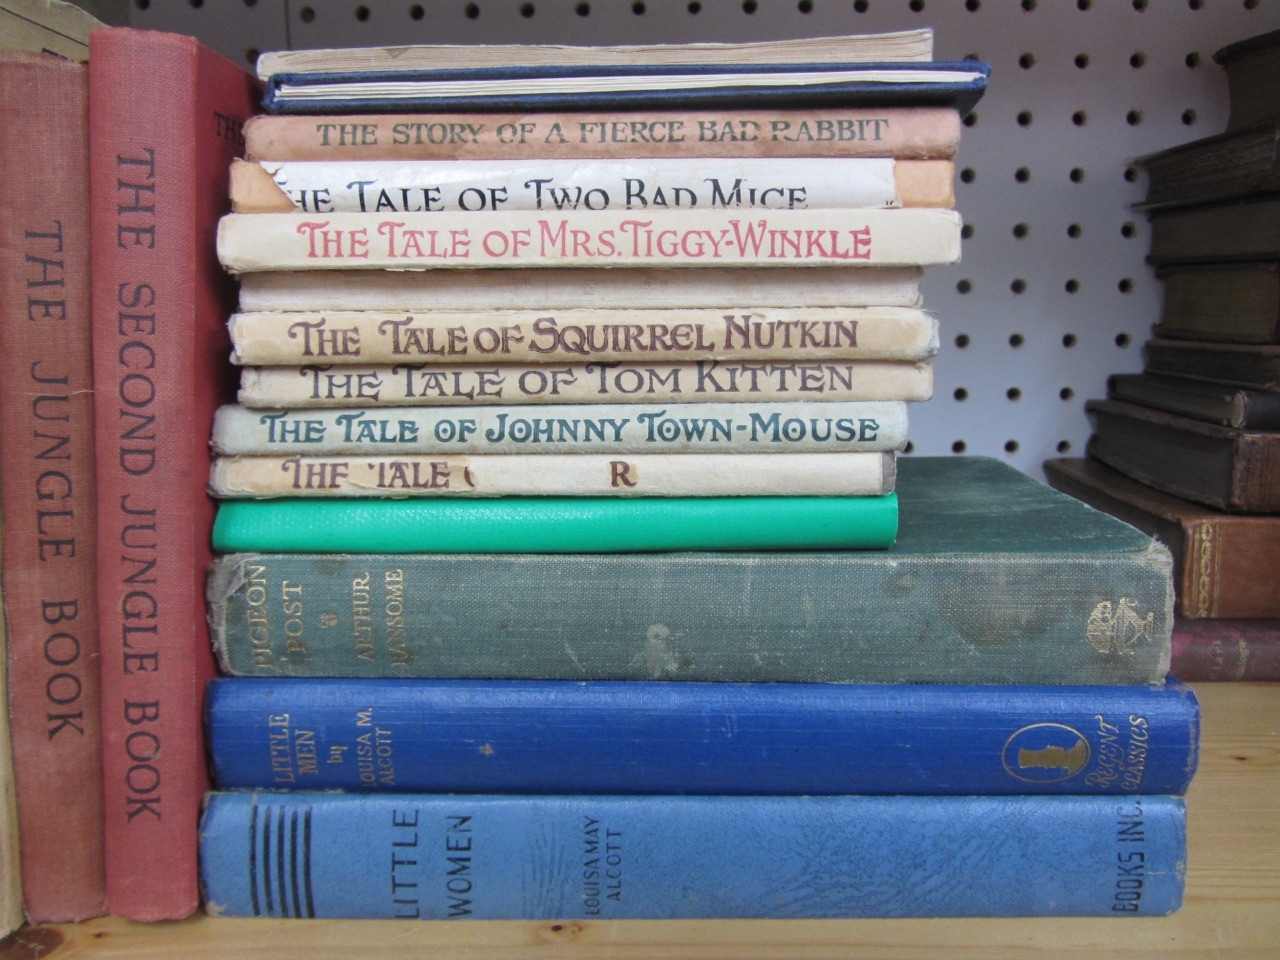 THE JUNGLE BOOK
THE SECOND JUNGLE BOOK
THE
THE STORY OF A FIERCE BAD RABBIT
THE TALE OF TWO BAD MICE
THE TALE OF MRS. TIGGY-WINKLE
THE TALE OF SQUIRREL NUTKIN
THE TALE OF TOM KITTEN
THE TALE OF JOHNNY TOWN-MOUSE
THE TALE
R
PIGEON
POST
ARTHUR
RANSOME
LITTLE
MEN
by
LOUISA M.
ALCOTT
REGENT
CLASSICS
LITTLE
WOMEN
LOUISA MAY
ALCOTT
BOOKS INC.